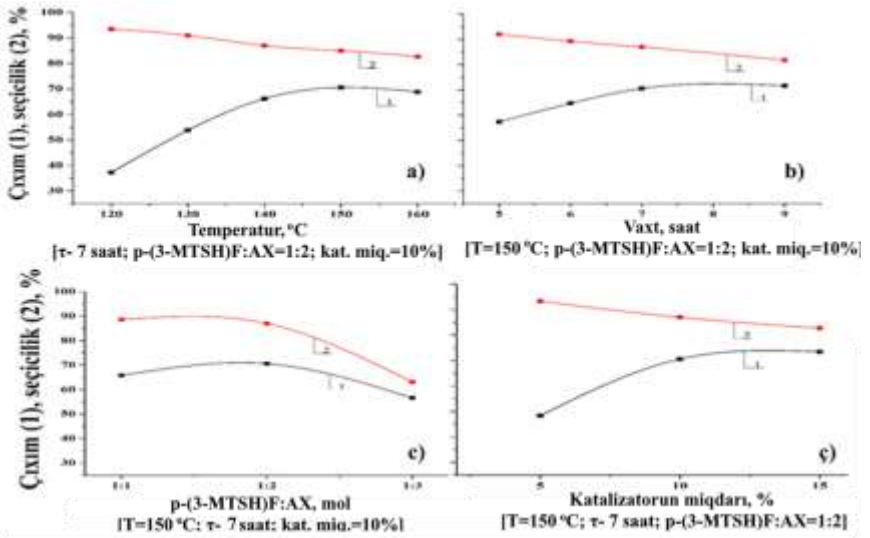 Çıxım (1), seçicilik (2), %
100
90
80
70
60
50
40
30
2
1
a)
120 130 140 150 160
Temperatur, ºC
[τ- 7 saat; p-(3-MTSH)F:AX=1:2; kat. miq.=10%]
2
1
b)
5 6 7 8 9
Vaxt, saat
[T=150 ºC; p-(3-MTSH)F:AX=1:2; kat. miq.=10%]
Çıxım (1), seçicilik (2), %
100
90
80
70
60
50
40
30
2
1
c)
1:1 1:2 1:3
p-(3-MTSH)F:AX, mol
[T=150 ºC; τ- 7 saat; kat. miq.=10%]
2
1
ç)
5 10 15
Katalizatorun miqdarı, %
[T=150 ºC; τ- 7 saat; p-(3-MTSH)F:AX=1:2]